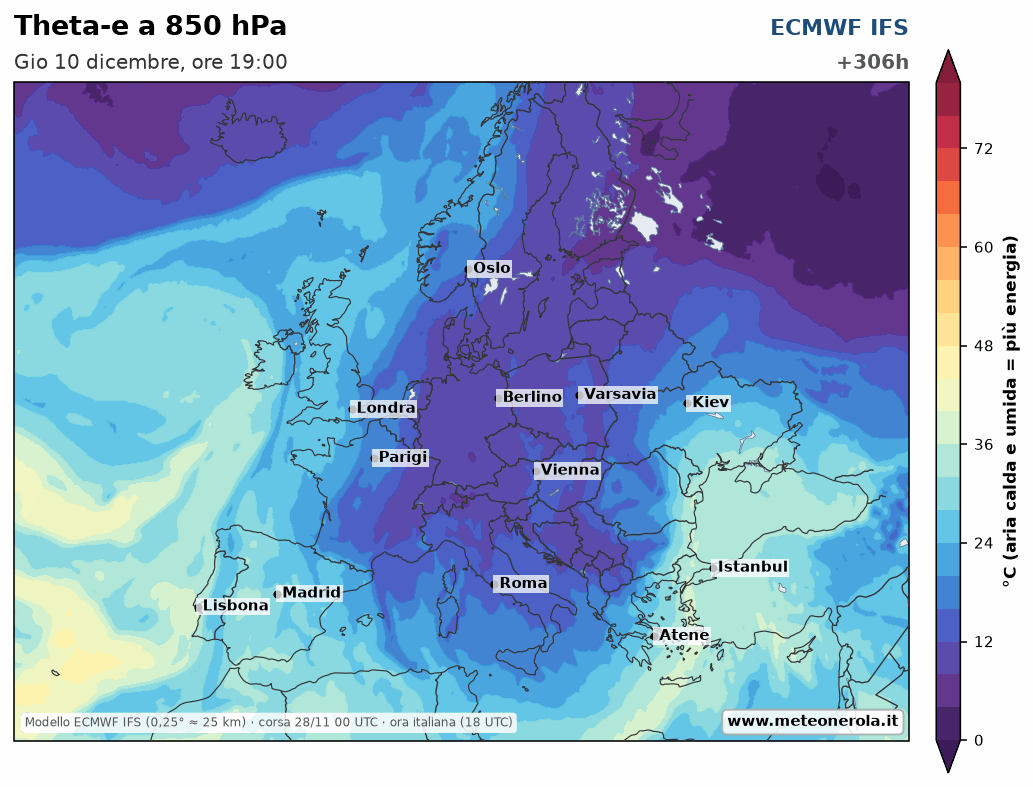 Theta-e a 850 hPa
ECMWF IFS
Gio 10 dicembre, ore 19:00
+306h
Oslo
Berlino
Varsavia
Kiev
Londra
Parigi
Vienna
Istanbul
Roma
Madrid
Lisbona
Atene
72
60
48
36
24
12
0
°C (aria calda e umida = più energia)
Modello ECMWF IFS (0,25° ≈ 25 km) · corsa 28/11 00 UTC · ora italiana (18 UTC)
www.meteonerola.it